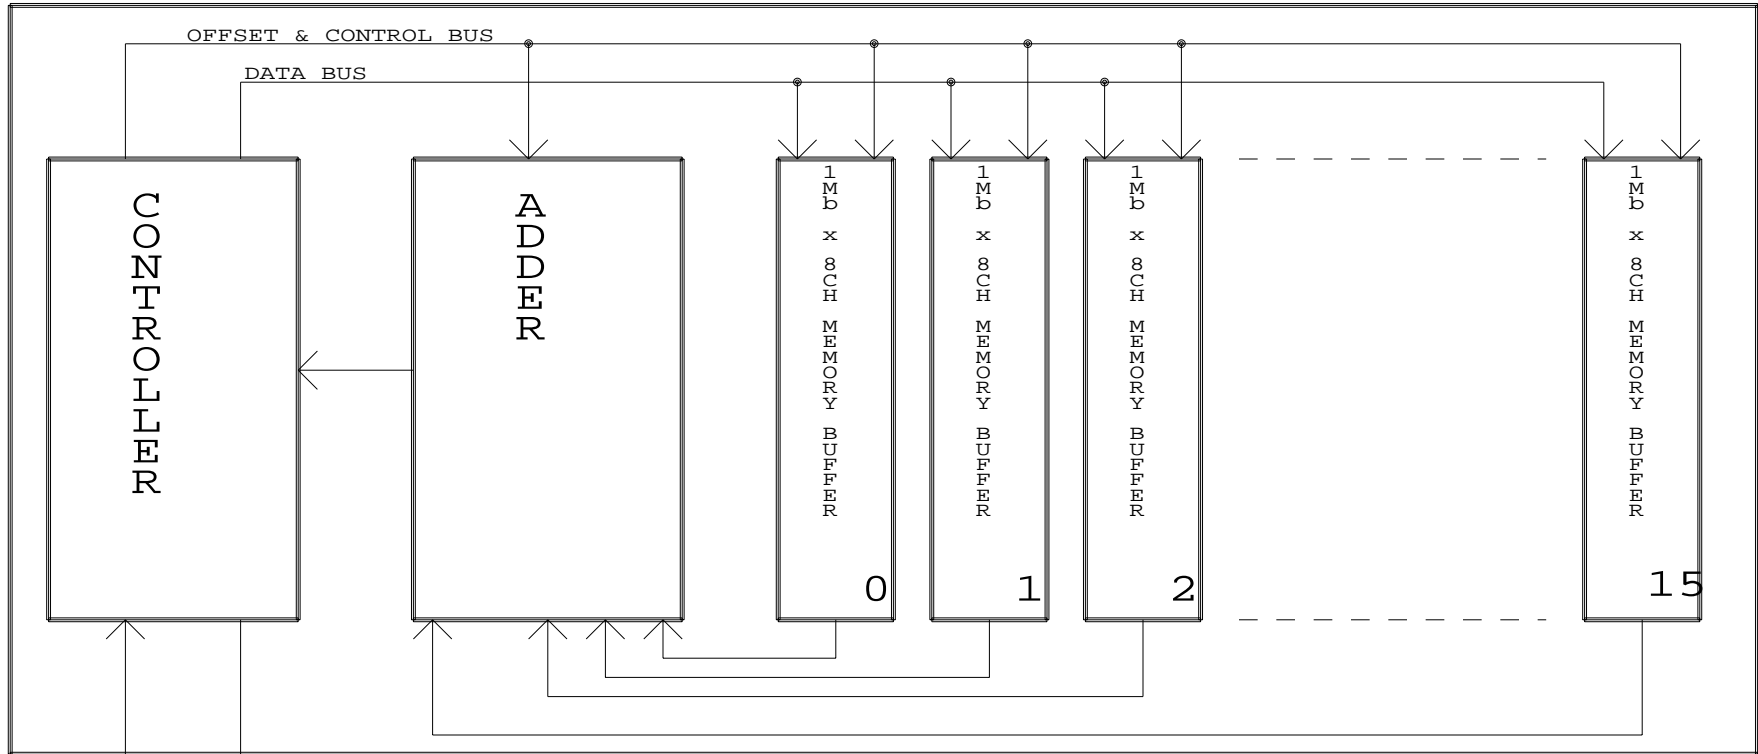 OFFSET & CONTROL BUS
DATA BUS
CONTROLLER
ADDER
1Mb x 8CH MEMORY BUFFER
0
1Mb x 8CH MEMORY BUFFER
1
1Mb x 8CH MEMORY BUFFER
2
1Mb x 8CH MEMORY BUFFER
15